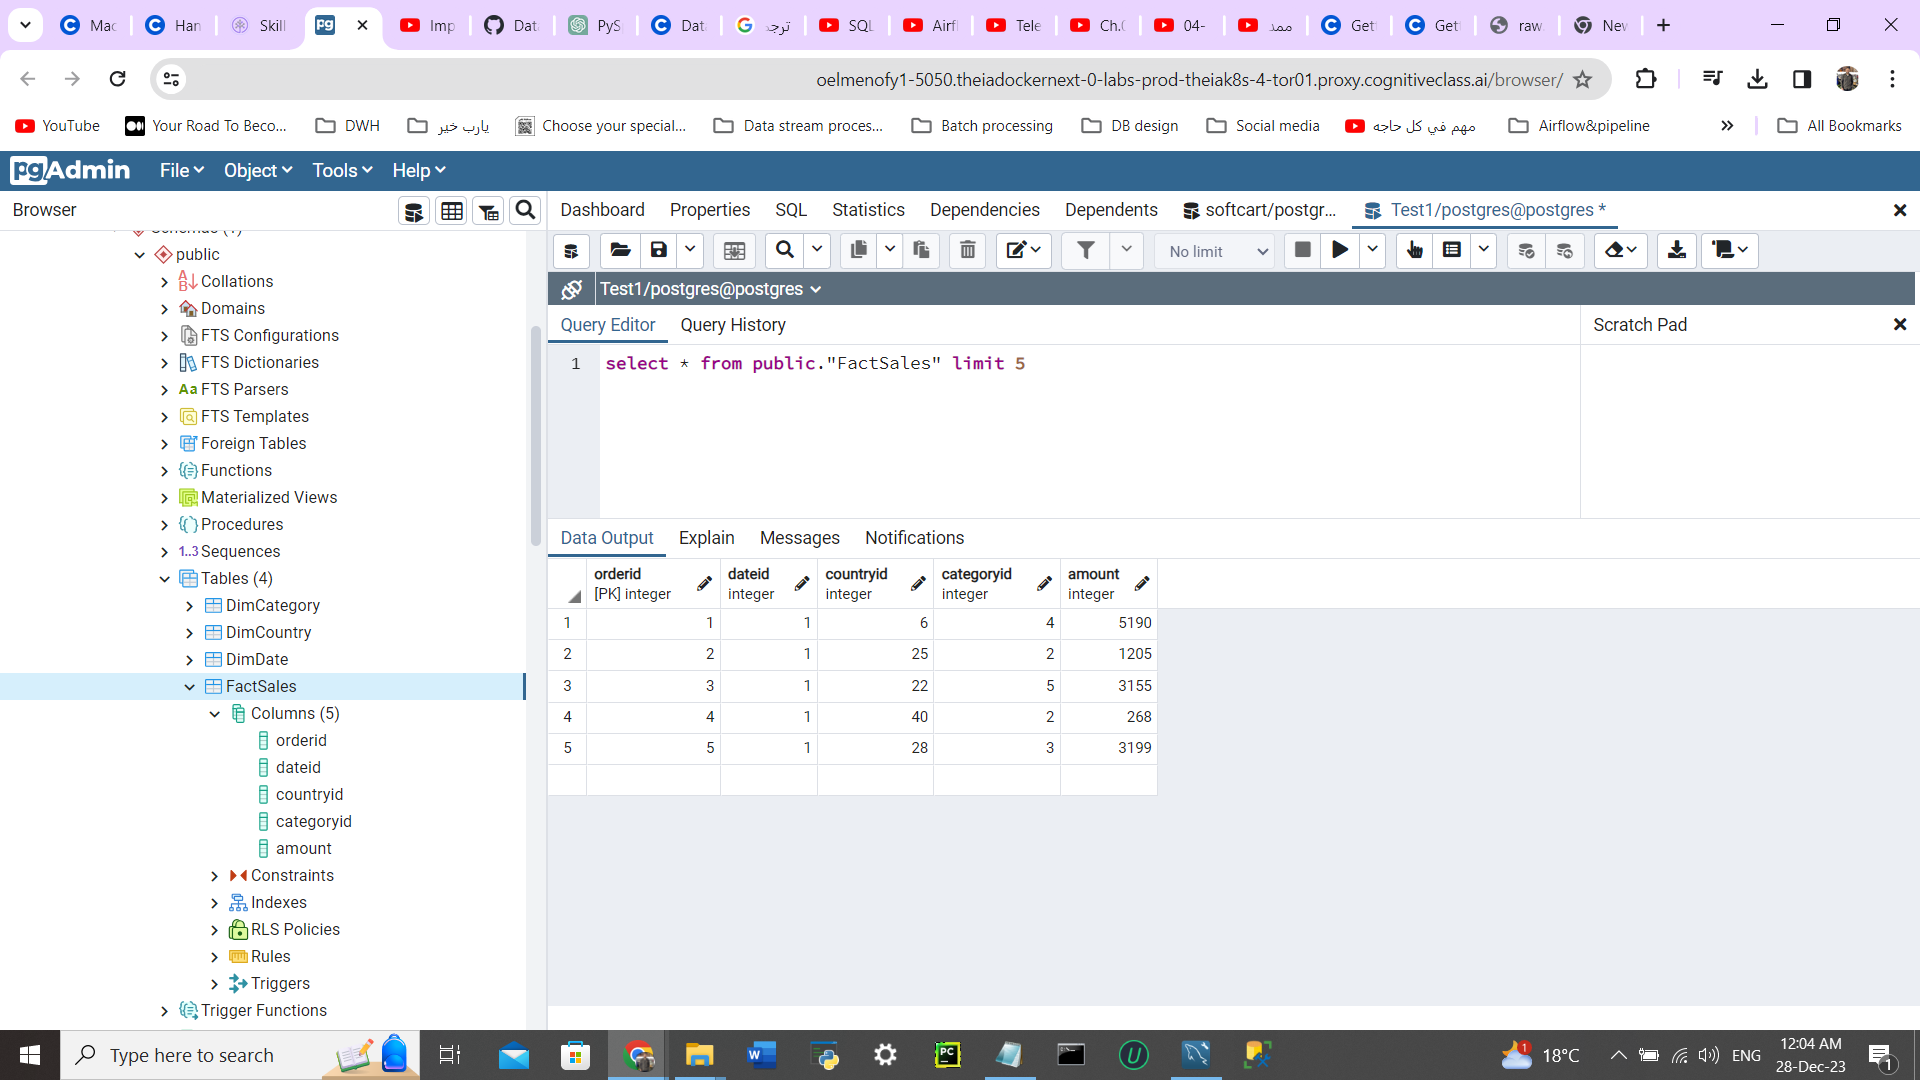 Mac
Han
Skill
Imp
Dat
PyS
Dat
ترجد
SQL
Airfl
Tele
Ch.
04-
ممد
Get
Get
raw
New
oelmenofy1-5050.theiadockernext-0-labs-prod-theiak8s-4-tor01.proxy.cognitiveclass.ai/browser/
YouTube
Your Road To Beco...
DWH
يارب خير
Choose your special...
Data stream proces...
Batch processing
DB design
Social media
مهم في كل حاجه
Airflow&pipeline
All Bookmarks
pgAdmin
File
Object
Tools
Help
Browser
Dashboard
Properties
SQL
Statistics
Dependencies
Dependents
softcart/postgr...
Test1/postgres@postgres *
No limit
Test1/postgres@postgres
Query Editor
Query History
Scratch Pad
1 select * from public."FactSales" limit 5
public
Collations
Domains
FTS Configurations
FTS Dictionaries
Aa FTS Parsers
FTS Templates
Foreign Tables
Functions
Materialized Views
Procedures
1..3 Sequences
Tables (4)
DimCategory
DimCountry
DimDate
FactSales
Columns (5)
orderid
dateid
countryid
categoryid
amount
Constraints
Indexes
RLS Policies
Rules
Triggers
Trigger Functions
Data Output
Explain
Messages
Notifications
orderid dateid countryid categoryid amount
[PK] integer integer integer integer integer
1 1 1 6 4 5190
2 2 1 25 2 1205
3 3 1 22 5 3155
4 4 1 40 2 268
5 5 1 28 3 3199
Type here to search
18°C
ENG
12:04 AM
28-Dec-23
1